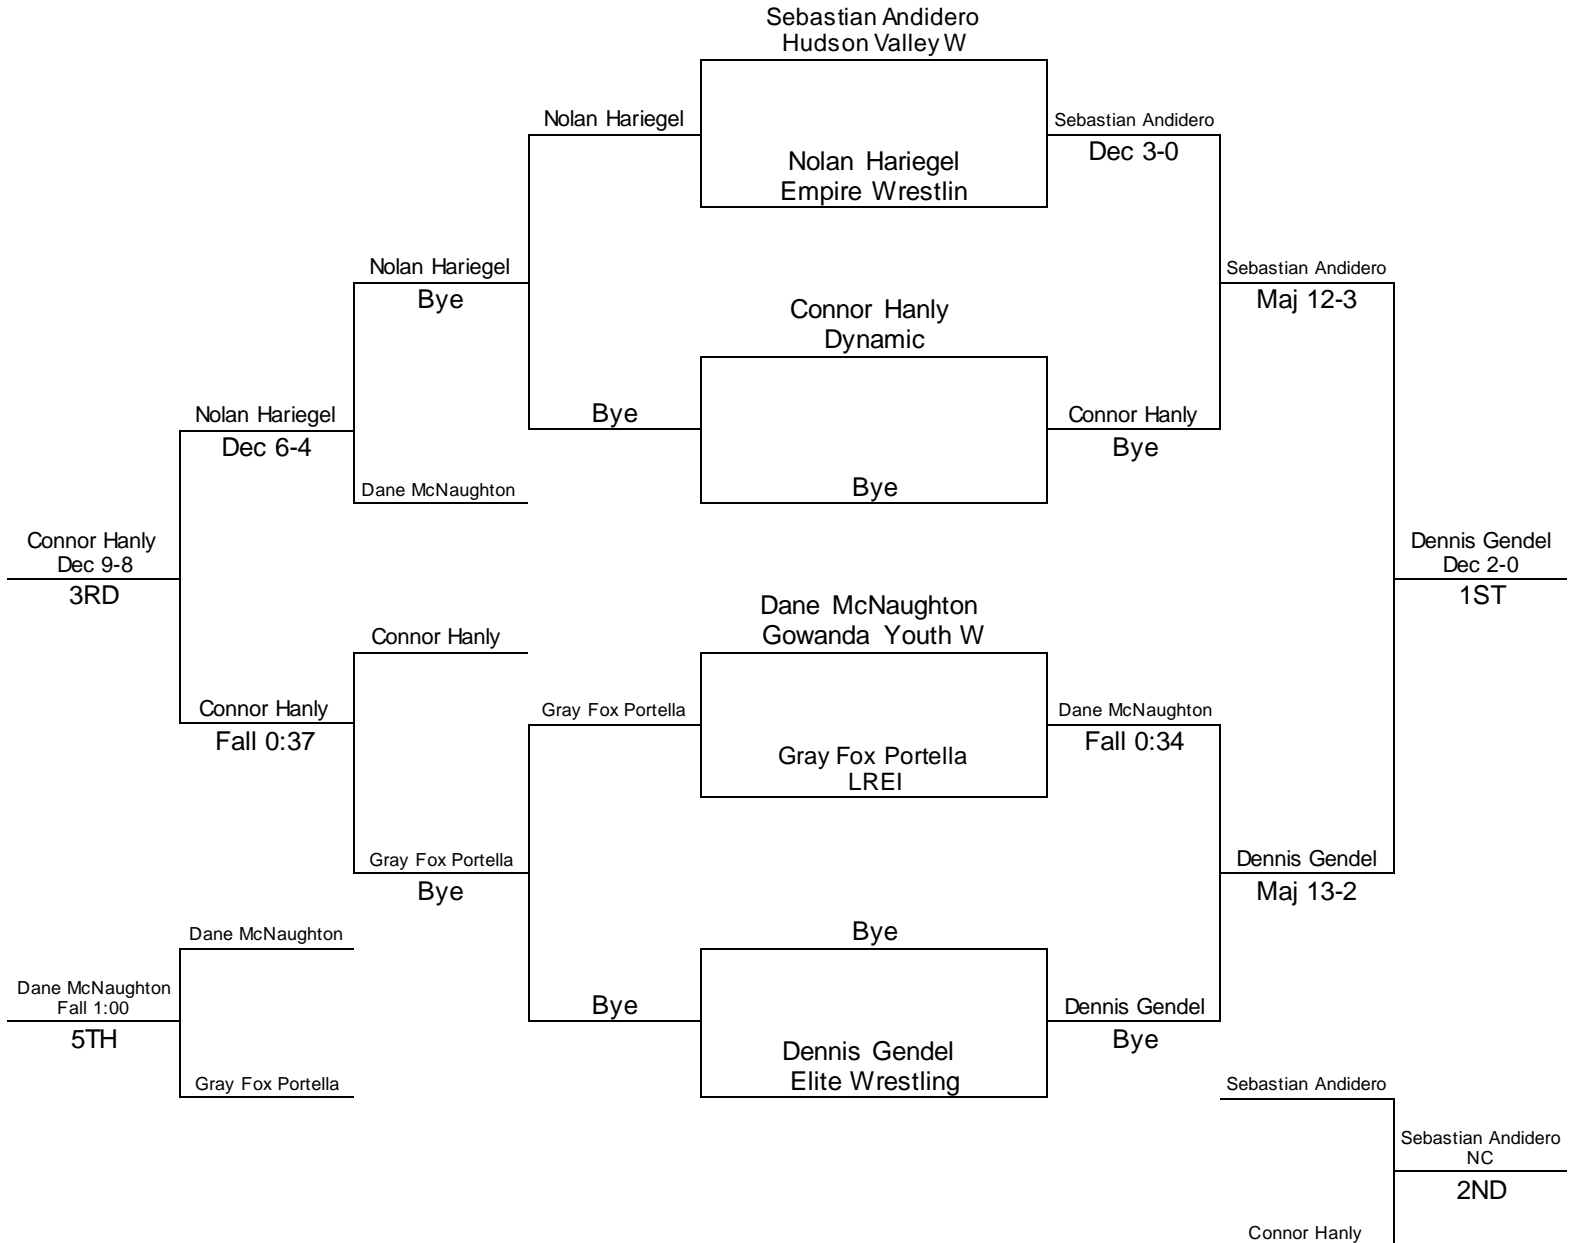 Sebastian Andidero
Hudson Valley W
Nolan Hariegel
Sebastian Andidero
Dec 3-0
Nolan Hariegel
Empire Wrestlin
Nolan Hariegel
Bye
Sebastian Andidero
Maj 12-3
Connor Hanly
Dynamic
Nolan Hariegel
Dec 6-4
Bye
Connor Hanly
Bye
Dane McNaughton
Bye
Connor Hanly
Dec 9-8
3RD
Dennis Gendel
Dec 2-0
1ST
Dane McNaughton
Gowanda Youth W
Connor Hanly
Connor Hanly
Fall 0:37
Gray Fox Portella
Dane McNaughton
Fall 0:34
Gray Fox Portella
LREI
Gray Fox Portella
Bye
Dennis Gendel
Maj 13-2
Dane McNaughton
Bye
Dane McNaughton
Fall 1:00
5TH
Bye
Dennis Gendel
Bye
Dennis Gendel
Elite Wrestling
Gray Fox Portella
Sebastian Andidero
Sebastian Andidero
NC
2ND
Connor Hanly